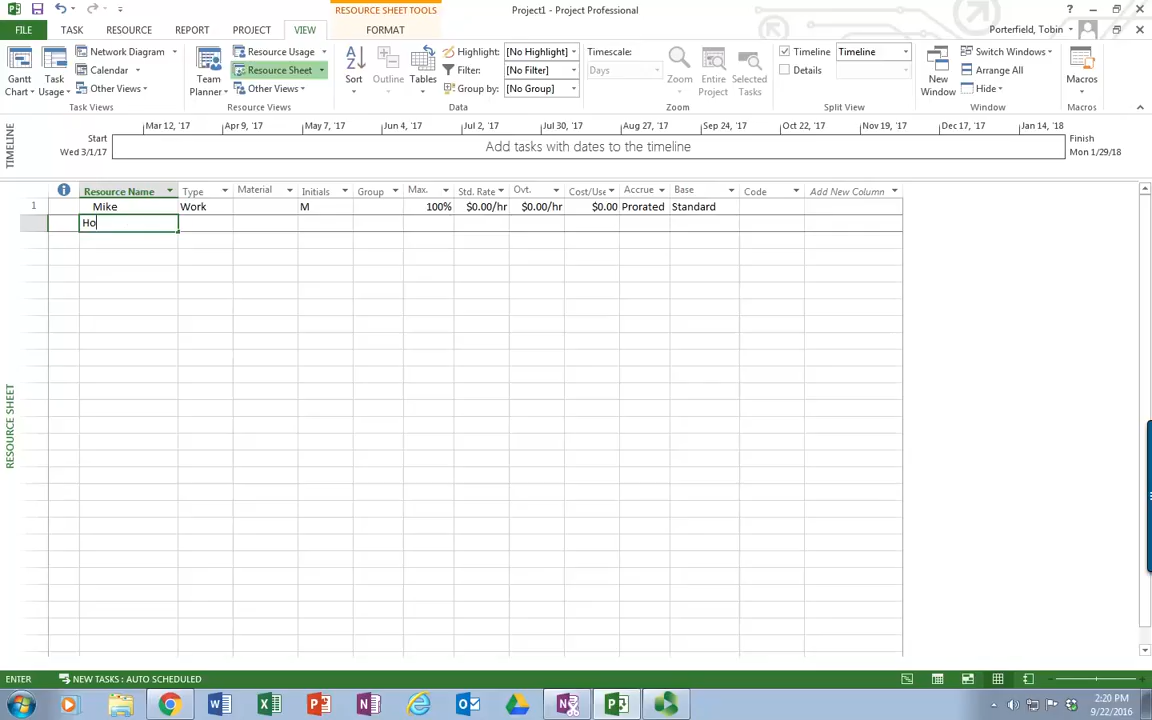 RESOURCE SHEET TOOLS
Project1 - Project Professional
?
FILE TASK RESOURCE REPORT PROJECT VIEW FORMAT
Porterfield, Tobin
Gantt Chart
Task Usage
Network Diagram
Calendar
Other Views
Task Views
Team Planner
Resource Usage
Resource Sheet
Other Views
Resource Views
Sort
Outline
Tables
Highlight: [No Highlight]
Filter: [No Filter]
Group by: [No Group]
Data
Timescale:
Days
Zoom
Entire Project
Selected Tasks
Zoom
Timeline Timeline
Details
Split View
New Window
Switch Windows
Arrange All
Hide
Window
Macros
Macros
TIMELINE
Mar 12, '17 Apr 9, '17 May 7, '17 Jun 4, '17 Jul 2, '17 Jul 30, '17 Aug 27, '17 Sep 24, '17 Oct 22, '17 Nov 19, '17 Dec 17, '17 Jan 14, '18
Start
Wed 3/1/17
Add tasks with dates to the timeline
Finish
Mon 1/29/18
Resource Name Type Material Initials Group Max. Std. Rate Ovt. Cost/Use Accrue Base Code Add New Column
1 Mike Work M 100% $0.00/hr $0.00/hr $0.00 Prorated Standard
Ho
RESOURCE SHEET
ENTER NEW TASKS : AUTO SCHEDULED
2:20 PM
9/22/2016